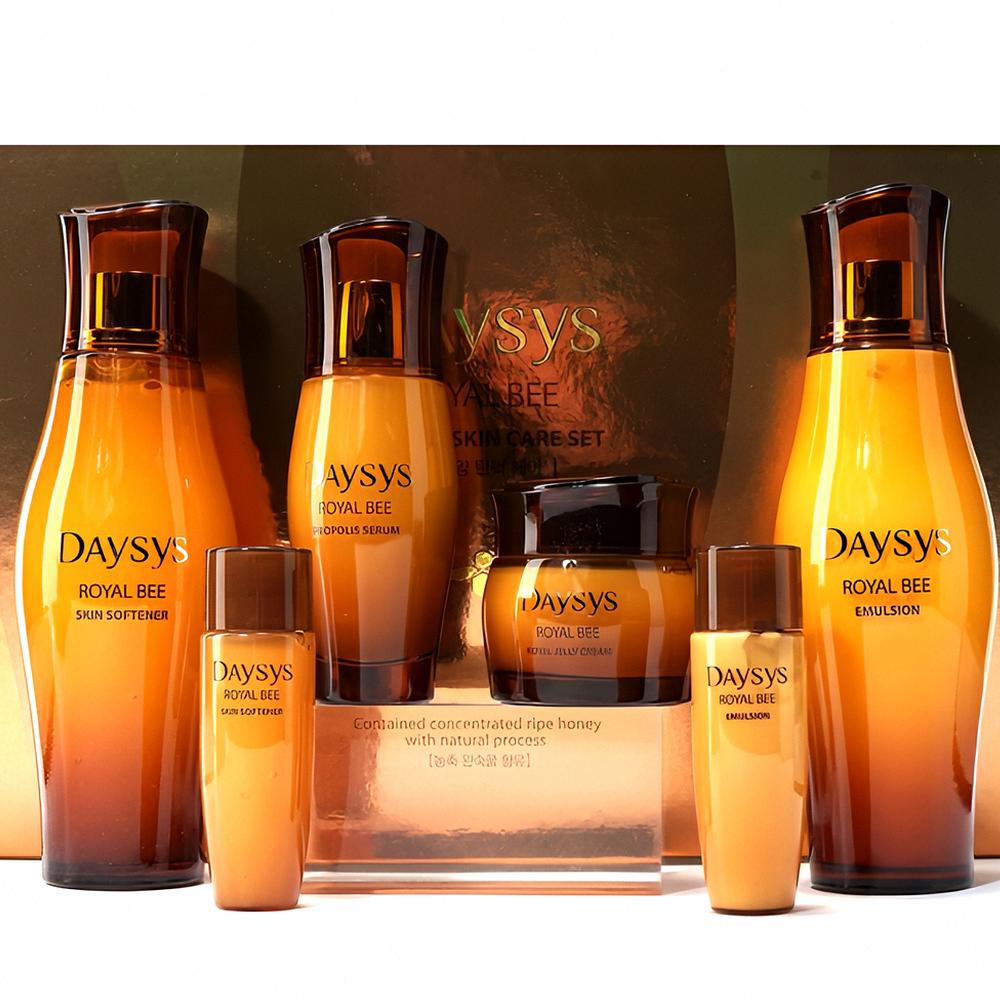 ysys
YAL BEE
SKIN CARE SET
DAYSYS
ROYAL BEE
SKIN SOFTENER
DAYSYS
ROYAL BEE
PROPOLIS SERUM
DAYSYS
ROYAL BEE
ROYAL JELLY CREAM
DAYSYS
ROYAL BEE
EMULSION
DAYSYS
ROYAL BEE
SKIN SOFTENER
DAYSYS
ROYAL BEE
EMULSION
Contained concentrated ripe honey
with natural process